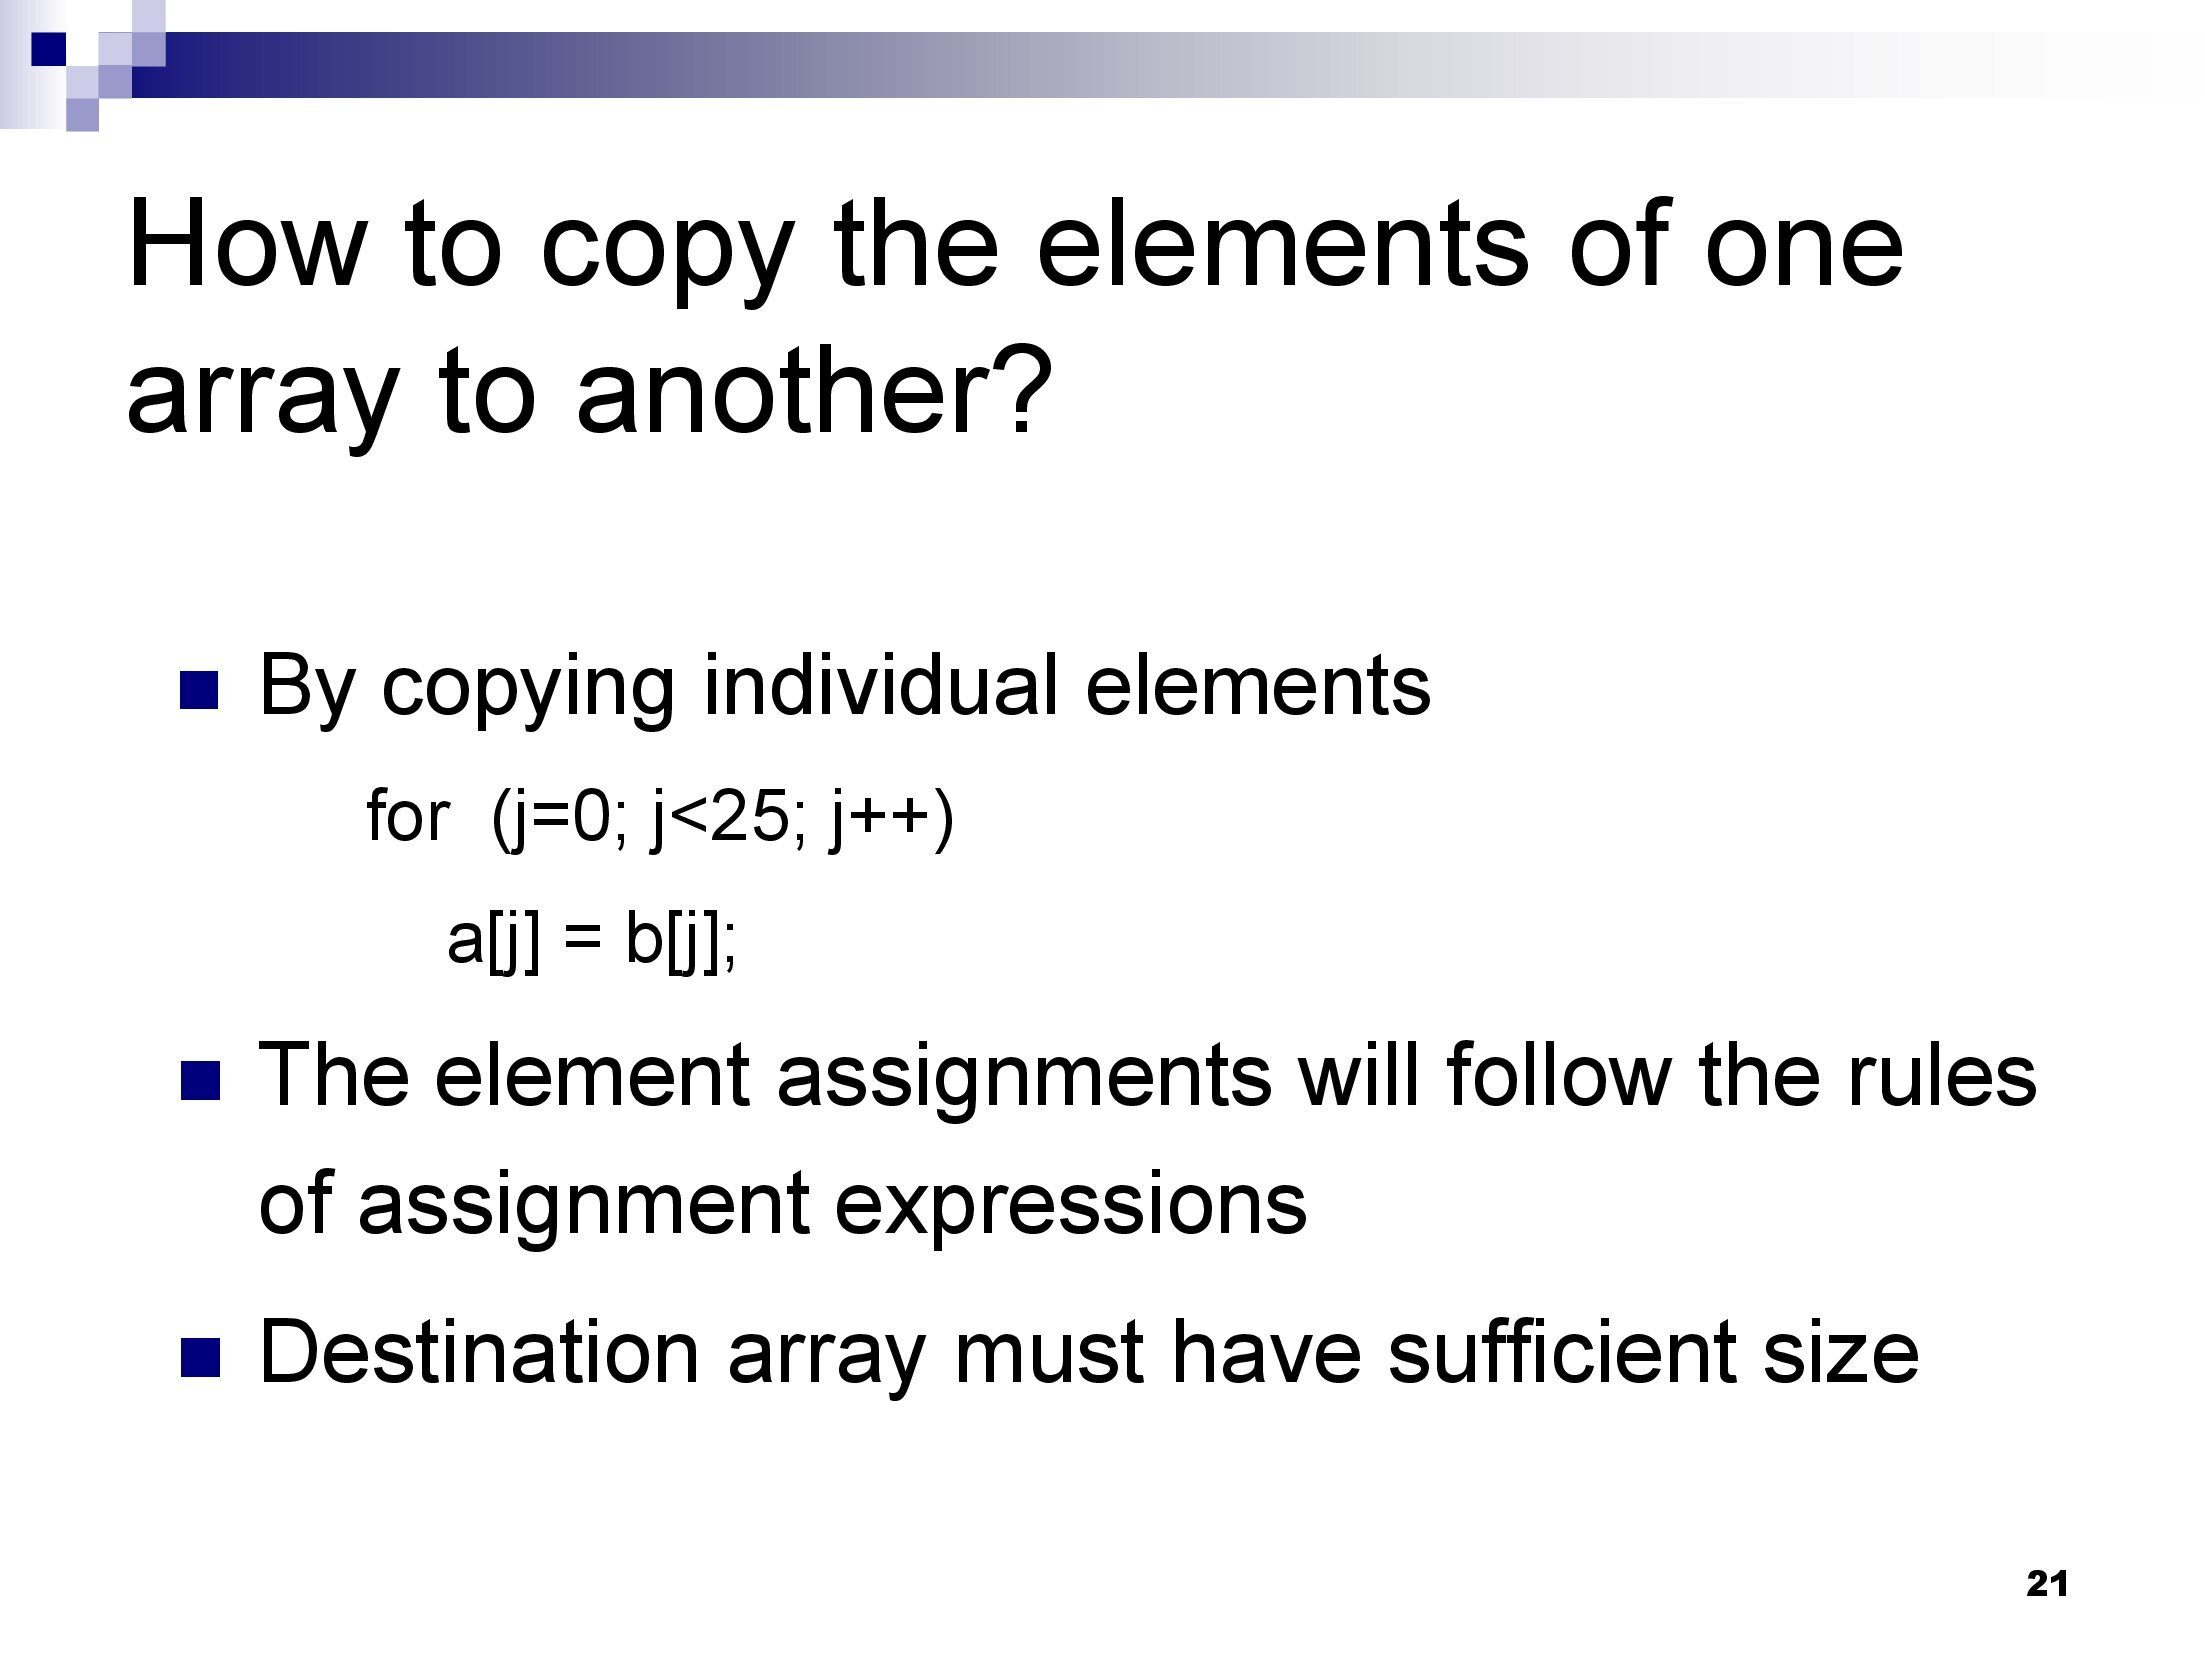 How to copy the elements of one
array to another?
By copying individual elements
for (j=0; j<25; j++)
a[j] = b[j];
The element assignments will follow the rules
of assignment expressions
Destination array must have sufficient size
21